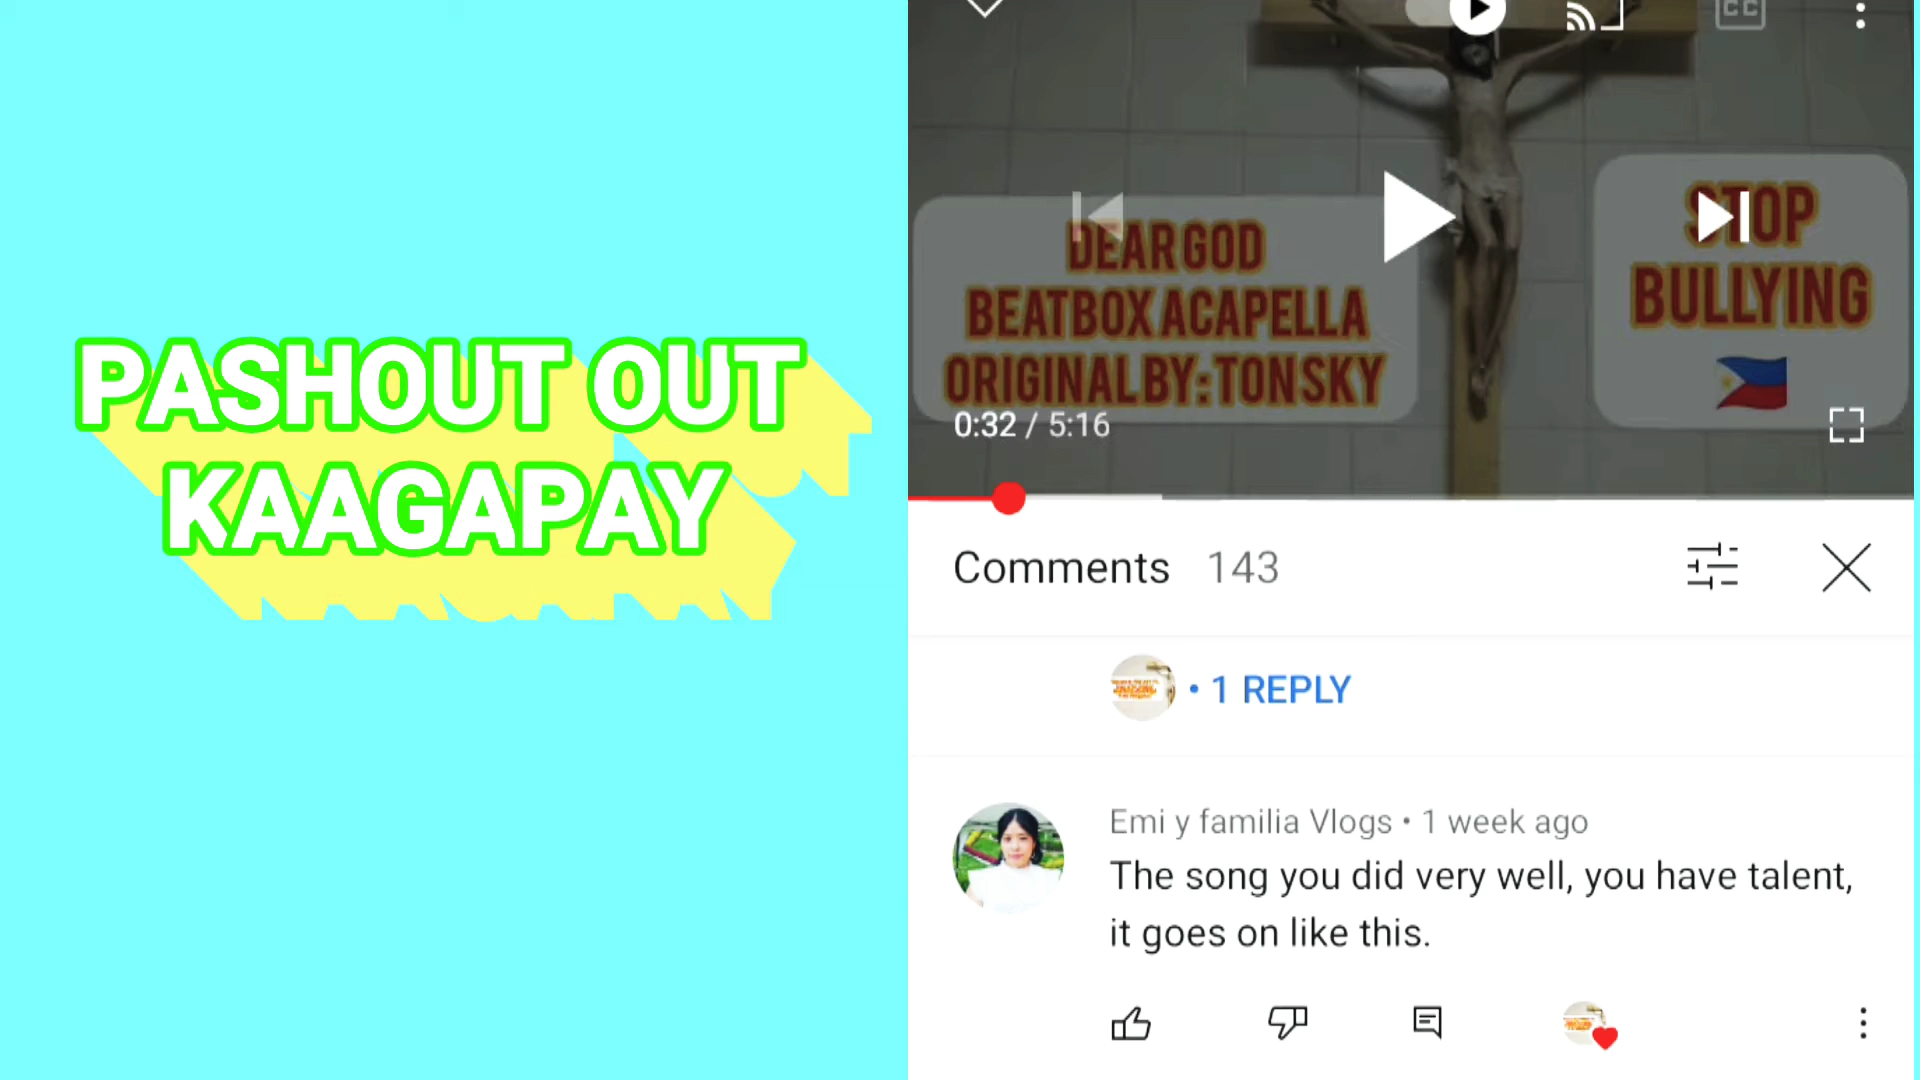 PASHOUT OUT
KAAGAPAY
CC
DEAR GOD
BEATBOX ACAPELLA
ORIGINAL BY: TONSKY
STOP
BULLYING
0:32 / 5:16
Comments 143
• 1 REPLY
Emi y familia Vlogs • 1 week ago
The song you did very well, you have talent,
it goes on like this.